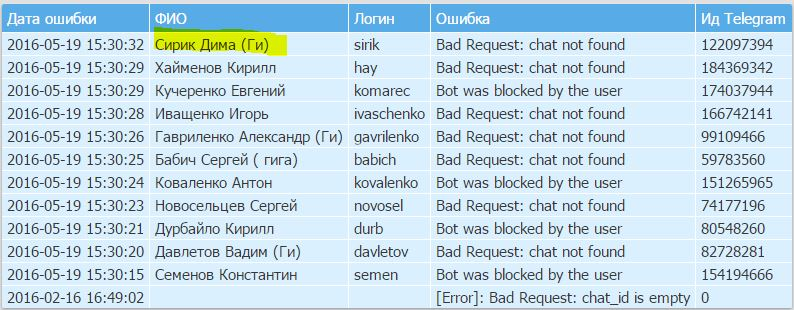 Дата ошибки ФИО Логин Ошибка Ид Telegram
2016-05-19 15:30:32 Сирик Дима (Ги) sirik Bad Request: chat not found 122097394
2016-05-19 15:30:29 Хайменов Кирилл hay Bad Request: chat not found 184369342
2016-05-19 15:30:29 Кучеренко Евгений komarec Bot was blocked by the user 174037944
2016-05-19 15:30:28 Иващенко Игорь ivaschenko Bad Request: chat not found 166742141
2016-05-19 15:30:26 Гавриленко Александр (Ги) gavrilenko Bad Request: chat not found 99109466
2016-05-19 15:30:25 Бабич Сергей ( гига) babich Bad Request: chat not found 59783560
2016-05-19 15:30:24 Коваленко Антон kovalenko Bot was blocked by the user 151265965
2016-05-19 15:30:23 Новосельцев Сергей novosel Bad Request: chat not found 74177196
2016-05-19 15:30:21 Дурбайло Кирилл durb Bot was blocked by the user 80548260
2016-05-19 15:30:20 Давлетов Вадим (Ги) davletov Bad Request: chat not found 82728281
2016-05-19 15:30:15 Семенов Константин semen Bot was blocked by the user 154194666
2016-02-16 16:49:02 [Error]: Bad Request: chat_id is empty 0